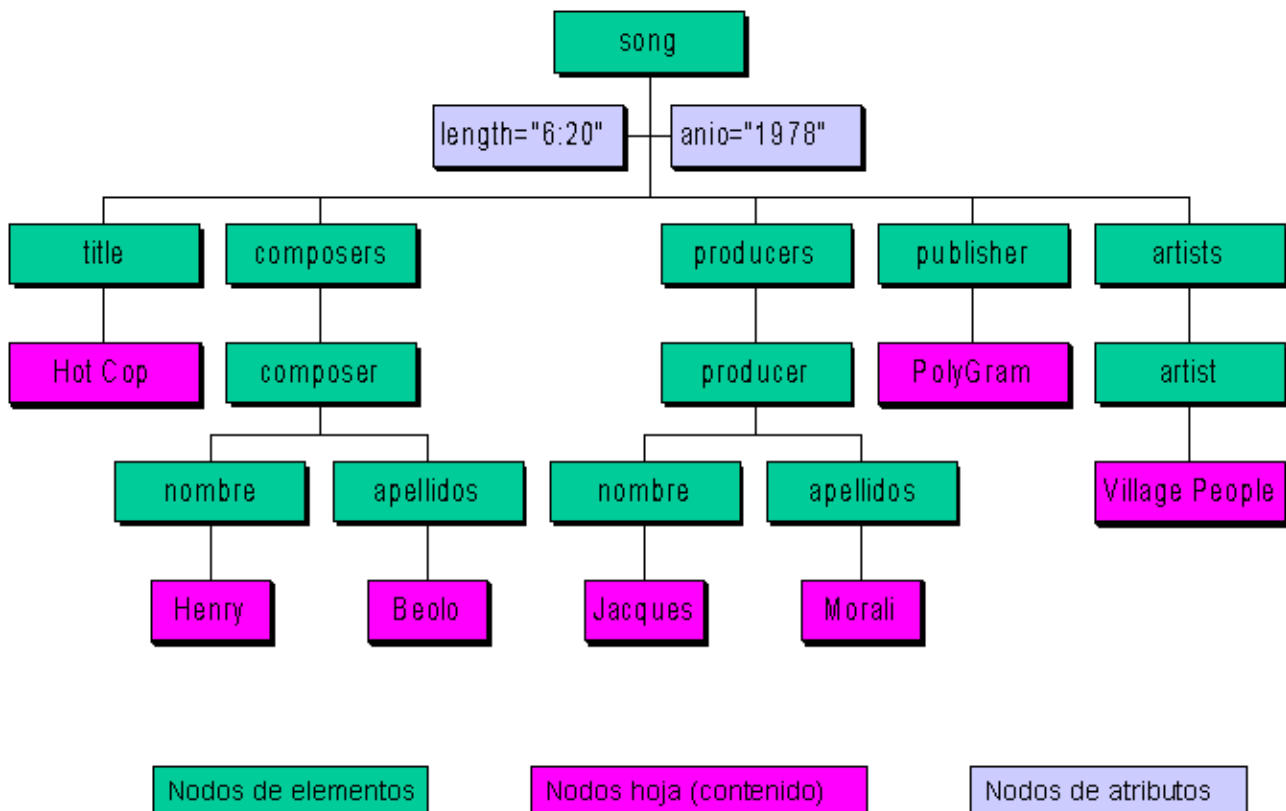 song
length="6:20"
anio="1978"
title
composers
producers
publisher
artists
Hot Cop
composer
producer
PolyGram
artist
nombre
apellidos
nombre
apellidos
Village People
Henry
Beolo
Jacques
Morali
Nodos de elementos
Nodos hoja (contenido)
Nodos de atributos